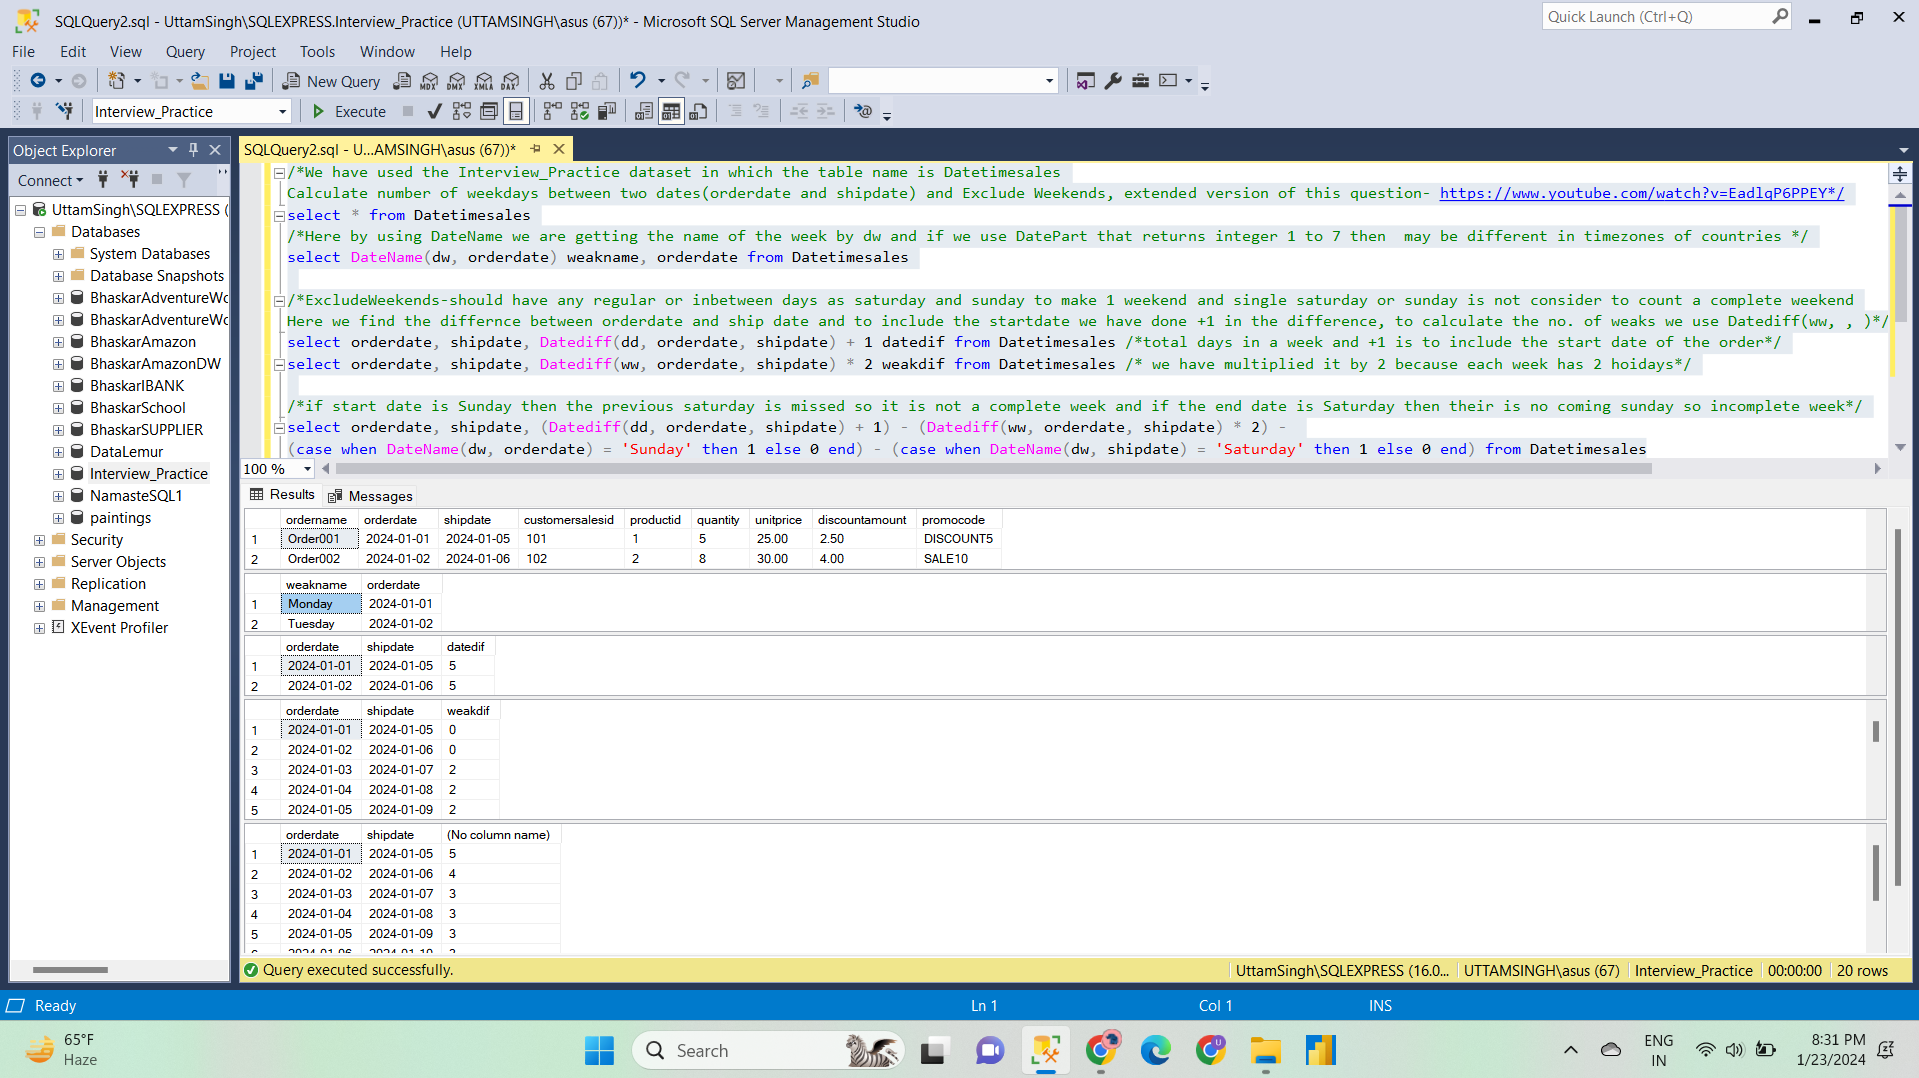 SQLQuery2.sql - UttamSingh\SQLEXPRESS.Interview_Practice (UTTAMSINGH\asus (67))* - Microsoft SQL Server Management Studio
Quick Launch (Ctrl+Q)
File Edit View Query Project Tools Window Help
New Query MDX DMX XMLA DAX
Interview_Practice Execute
Object Explorer
Connect
UttamSingh\SQLEXPRESS (
Databases
System Databases
Database Snapshots
BhaskarAdventureWo
BhaskarAdventureWo
BhaskarAmazon
BhaskarAmazonDW
BhaskarIBANK
BhaskarSchool
BhaskarSUPPLIER
DataLemur
Interview_Practice
NamasteSQL1
paintings
Security
Server Objects
Replication
Management
XEvent Profiler
SQLQuery2.sql - U...AMSINGH\asus (67))*
/*We have used the Interview_Practice dataset in which the table name is Datetimesales
Calculate number of weekdays between two dates(orderdate and shipdate) and Exclude Weekends, extended version of this question- https://www.youtube.com/watch?v=EadlqP6PPEY*/
select * from Datetimesales
/*Here by using DateName we are getting the name of the week by dw and if we use DatePart that returns integer 1 to 7 then  may be different in timezones of countries */
select DateName(dw, orderdate) weakname, orderdate from Datetimesales
/*ExcludeWeekends-should have any regular or inbetween days as saturday and sunday to make 1 weekend and single saturday or sunday is not consider to count a complete weekend
Here we find the differnce between orderdate and ship date and to include the startdate we have done +1 in the difference, to calculate the no. of weaks we use Datediff(ww, , )*/
select orderdate, shipdate, Datediff(dd, orderdate, shipdate) + 1 datedif from Datetimesales /*total days in a week and +1 is to include the start date of the order*/
select orderdate, shipdate, Datediff(ww, orderdate, shipdate) * 2 weakdif from Datetimesales /* we have multiplied it by 2 because each week has 2 hoidays*/
/*if start date is Sunday then the previous saturday is missed so it is not a complete week and if the end date is Saturday then their is no coming sunday so incomplete week*/
select orderdate, shipdate, (Datediff(dd, orderdate, shipdate) + 1) - (Datediff(ww, orderdate, shipdate) * 2) -
(case when DateName(dw, orderdate) = 'Sunday' then 1 else 0 end) - (case when DateName(dw, shipdate) = 'Saturday' then 1 else 0 end) from Datetimesales
100 %
Results Messages
ordername orderdate shipdate customersalesid productid quantity unitprice discountamount promocode
1 Order001 2024-01-01 2024-01-05 101 1 5 25.00 2.50 DISCOUNT5
2 Order002 2024-01-02 2024-01-06 102 2 8 30.00 4.00 SALE10
weakname orderdate
1 Monday 2024-01-01
2 Tuesday 2024-01-02
orderdate shipdate datedif
1 2024-01-01 2024-01-05 5
2 2024-01-02 2024-01-06 5
orderdate shipdate weakdif
1 2024-01-01 2024-01-05 0
2 2024-01-02 2024-01-06 0
3 2024-01-03 2024-01-07 2
4 2024-01-04 2024-01-08 2
5 2024-01-05 2024-01-09 2
orderdate shipdate (No column name)
1 2024-01-01 2024-01-05 5
2 2024-01-02 2024-01-06 4
3 2024-01-03 2024-01-07 3
4 2024-01-04 2024-01-08 3
5 2024-01-05 2024-01-09 3
Query executed successfully. UttamSingh\SQLEXPRESS (16.0... UTTAMSINGH\asus (67) Interview_Practice 00:00:00 20 rows
Ready Ln 1 Col 1 INS
65°F
Haze
Search
ENG
IN
8:31 PM
1/23/2024